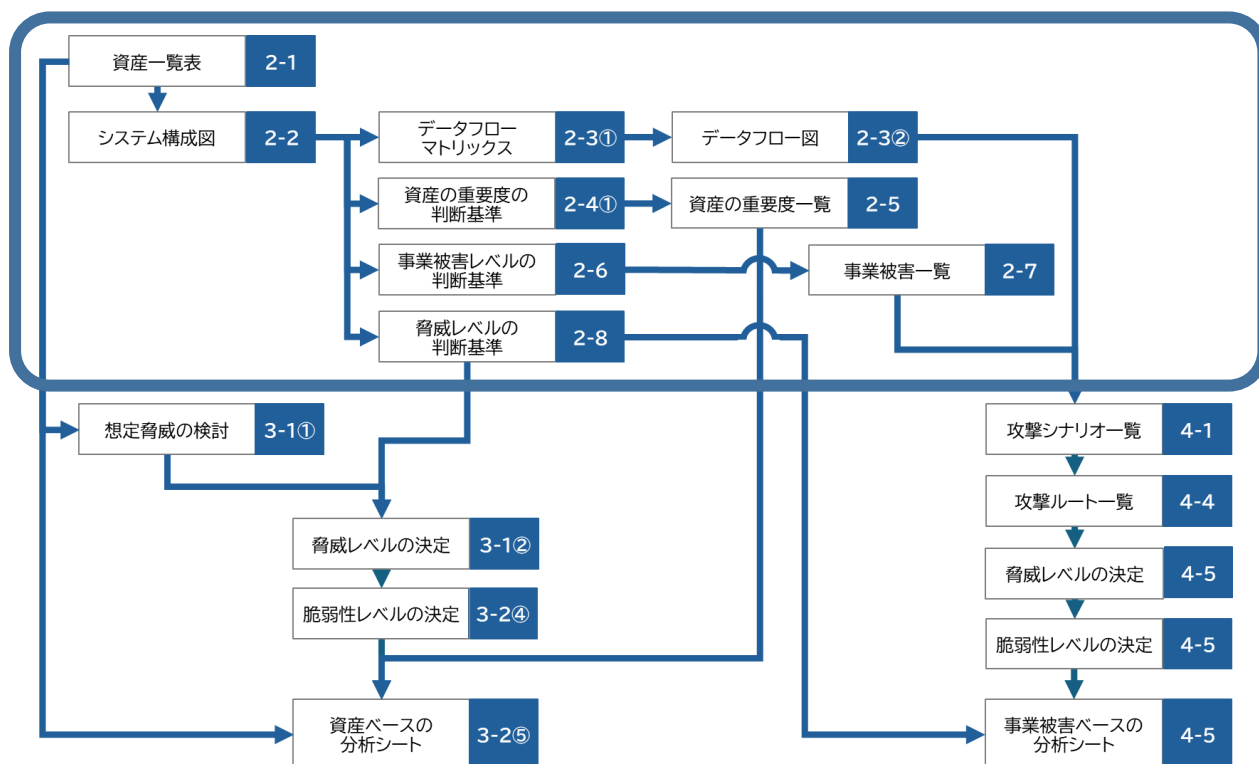 資産一覧表
2-1
システム構成図
2-2
データフロー
マトリックス
2-3①
データフロー図
2-3②
資産の重要度の
判断基準
2-4①
資産の重要度一覧
2-5
事業被害レベルの
判断基準
2-6
事業被害一覧
2-7
脅威レベルの
判断基準
2-8
想定脅威の検討
3-1①
攻撃シナリオ一覧
4-1
攻撃ルート一覧
4-4
脅威レベルの決定
3-1②
脅威レベルの決定
4-5
脆弱性レベルの決定
3-2④
脆弱性レベルの決定
4-5
資産ベースの
分析シート
3-2⑤
事業被害ベースの
分析シート
4-5